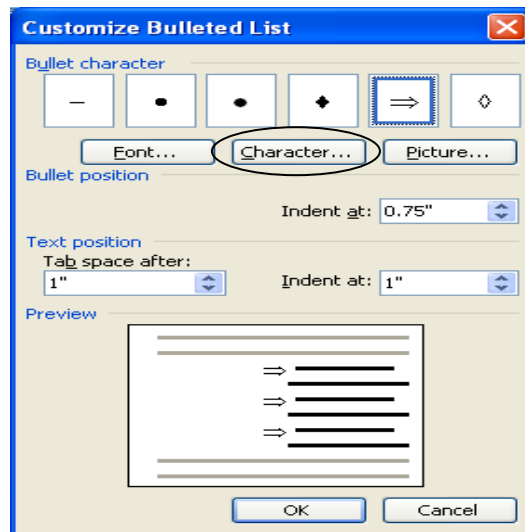 Customize Bulleted List
Bullet character
Font... Character... Picture...
Bullet position
Indent at: 0.75"
Text position
Tab space after:
1" Indent at: 1"
Preview
OK Cancel